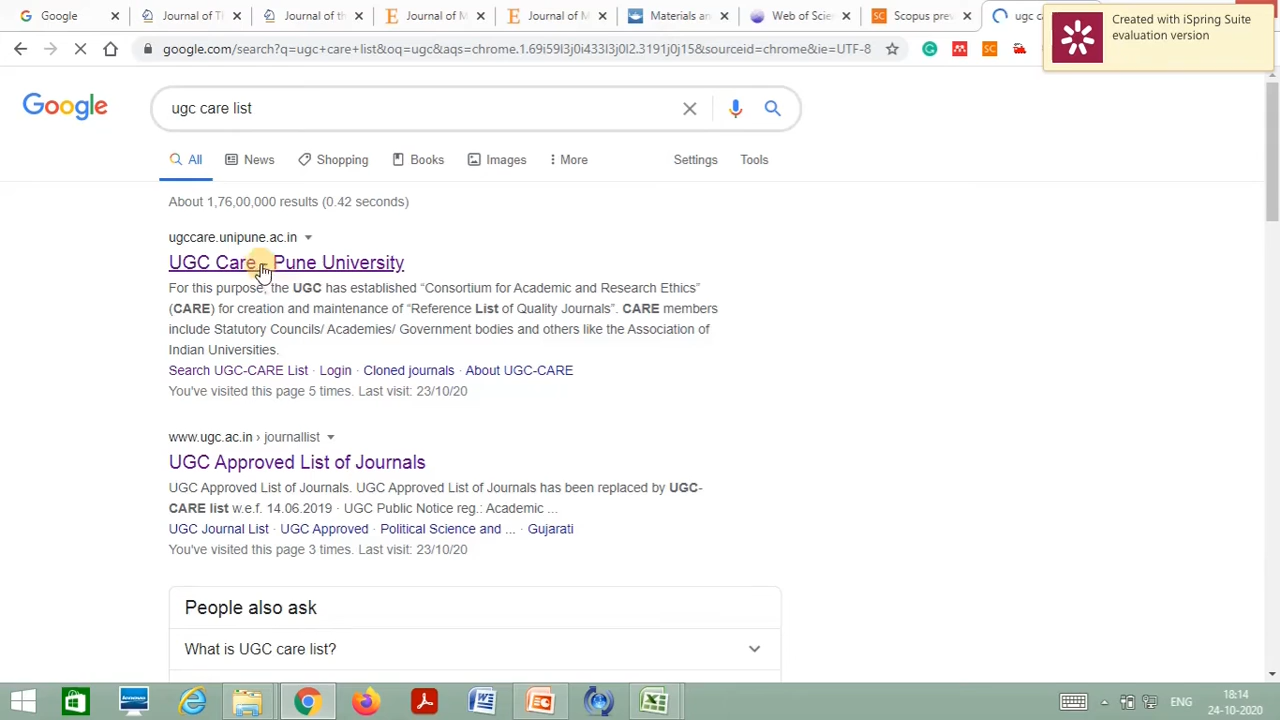 Google
Journal of T
Journal of th
Journal of M
Journal of M
Materials an
Web of Scie
Scopus prev
ugc c
Created with iSpring Suite
evaluation version
google.com/search?q=ugc+care+list&oq=ugc&aqs=chrome.1.69i59l3j0i433l3j0l2.3191j0j15&sourceid=chrome&ie=UTF-8
Google
ugc care list
All News Shopping Books Images More Settings Tools
About 1,76,00,000 results (0.42 seconds)
ugccare.unipune.ac.in
UGC Care - Pune University
For this purpose, the UGC has established “Consortium for Academic and Research Ethics”
(CARE) for creation and maintenance of “Reference List of Quality Journals”. CARE members
include Statutory Councils/ Academies/ Government bodies and others like the Association of
Indian Universities.
Search UGC-CARE List · Login · Cloned journals · About UGC-CARE
You've visited this page 5 times. Last visit: 23/10/20
www.ugc.ac.in › journallist
UGC Approved List of Journals
UGC Approved List of Journals. UGC Approved List of Journals has been replaced by UGC-
CARE list w.e.f. 14.06.2019 · UGC Public Notice reg.: Academic ...
UGC Journal List · UGC Approved · Political Science and ... · Gujarati
You've visited this page 3 times. Last visit: 23/10/20
People also ask
What is UGC care list?
ENG
18:14
24-10-2020